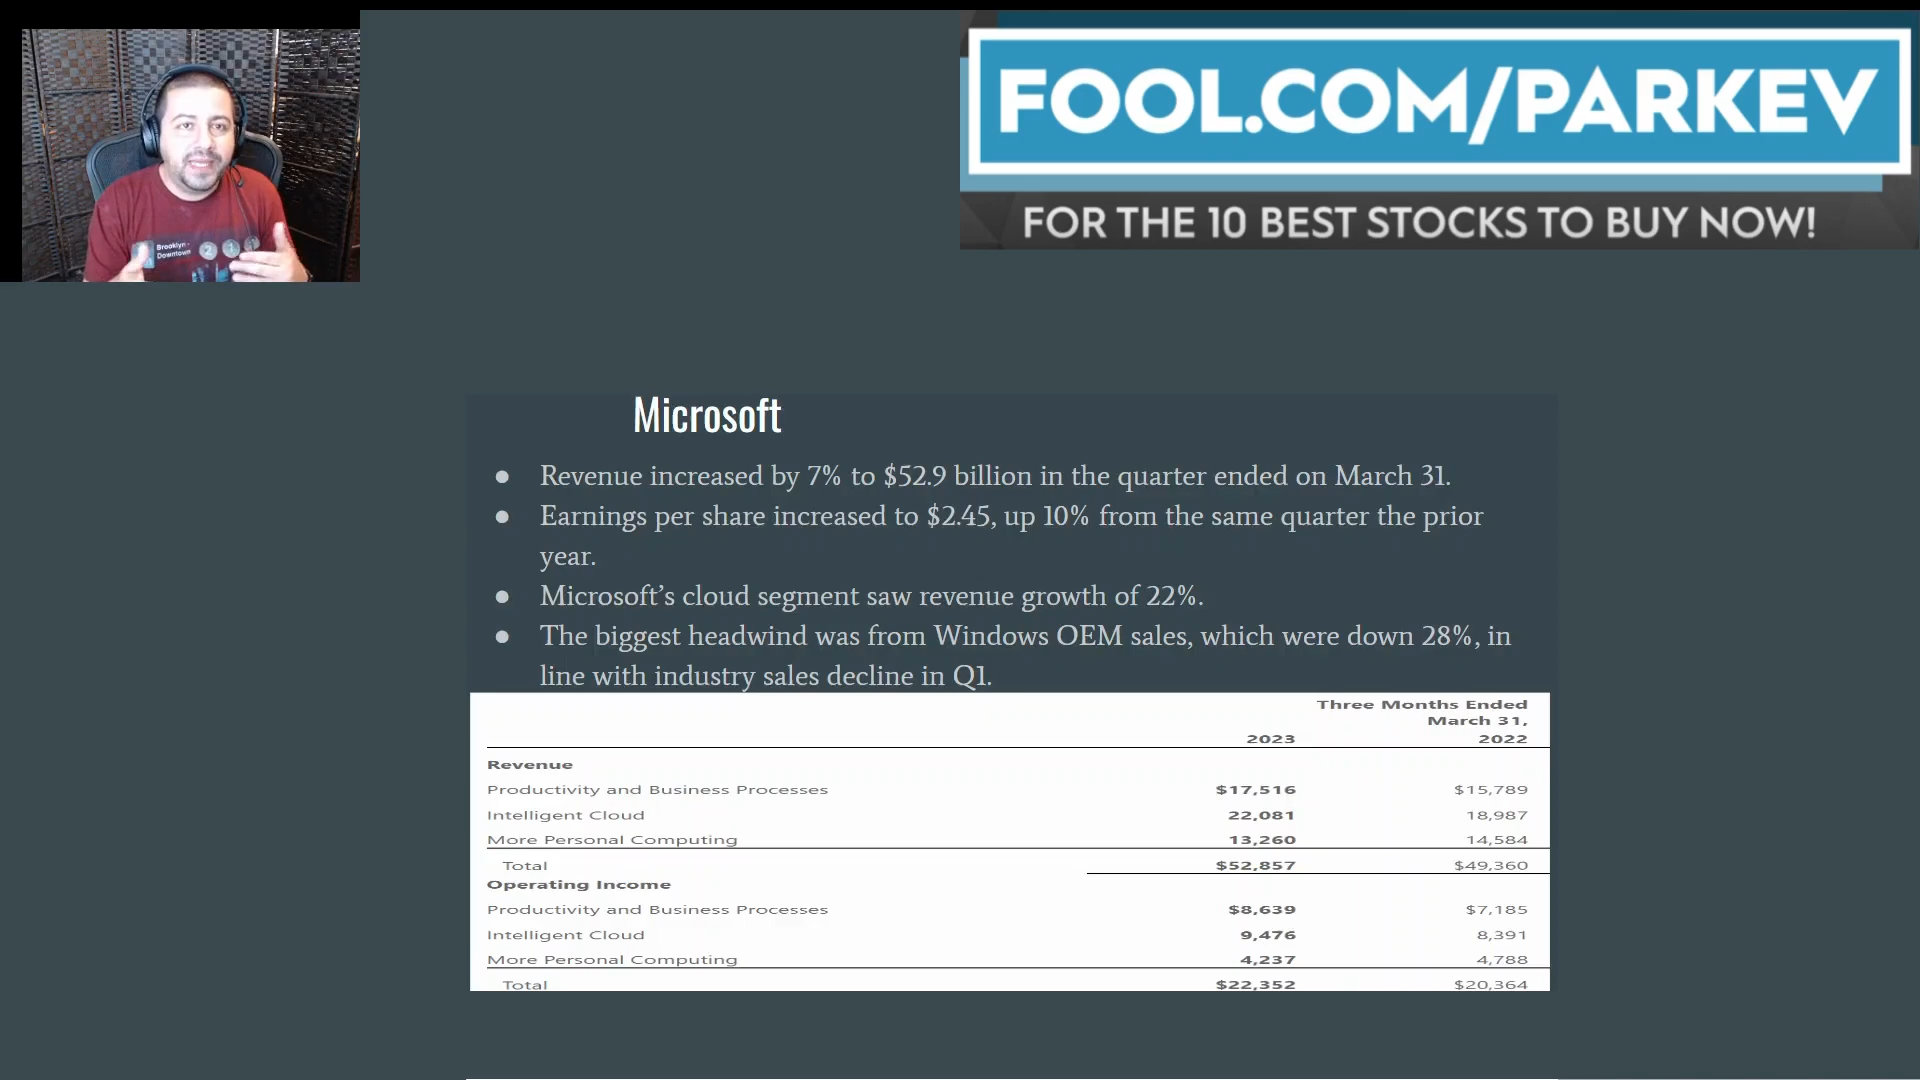 FOOL.COM/PARKEV
FOR THE 10 BEST STOCKS TO BUY NOW!
Brooklyn -
Downtown
2 1
Microsoft
● Revenue increased by 7% to $52.9 billion in the quarter ended on March 31.
● Earnings per share increased to $2.45, up 10% from the same quarter the prior
year.
● Microsoft’s cloud segment saw revenue growth of 22%.
● The biggest headwind was from Windows OEM sales, which were down 28%, in
line with industry sales decline in Q1.
Three Months Ended
March 31,
2023 2022
Revenue
Productivity and Business Processes $17,516 $15,789
Intelligent Cloud 22,081 18,987
More Personal Computing 13,260 14,584
Total $52,857 $49,360
Operating Income
Productivity and Business Processes $8,639 $7,185
Intelligent Cloud 9,476 8,391
More Personal Computing 4,237 4,788
Total $22,352 $20,364